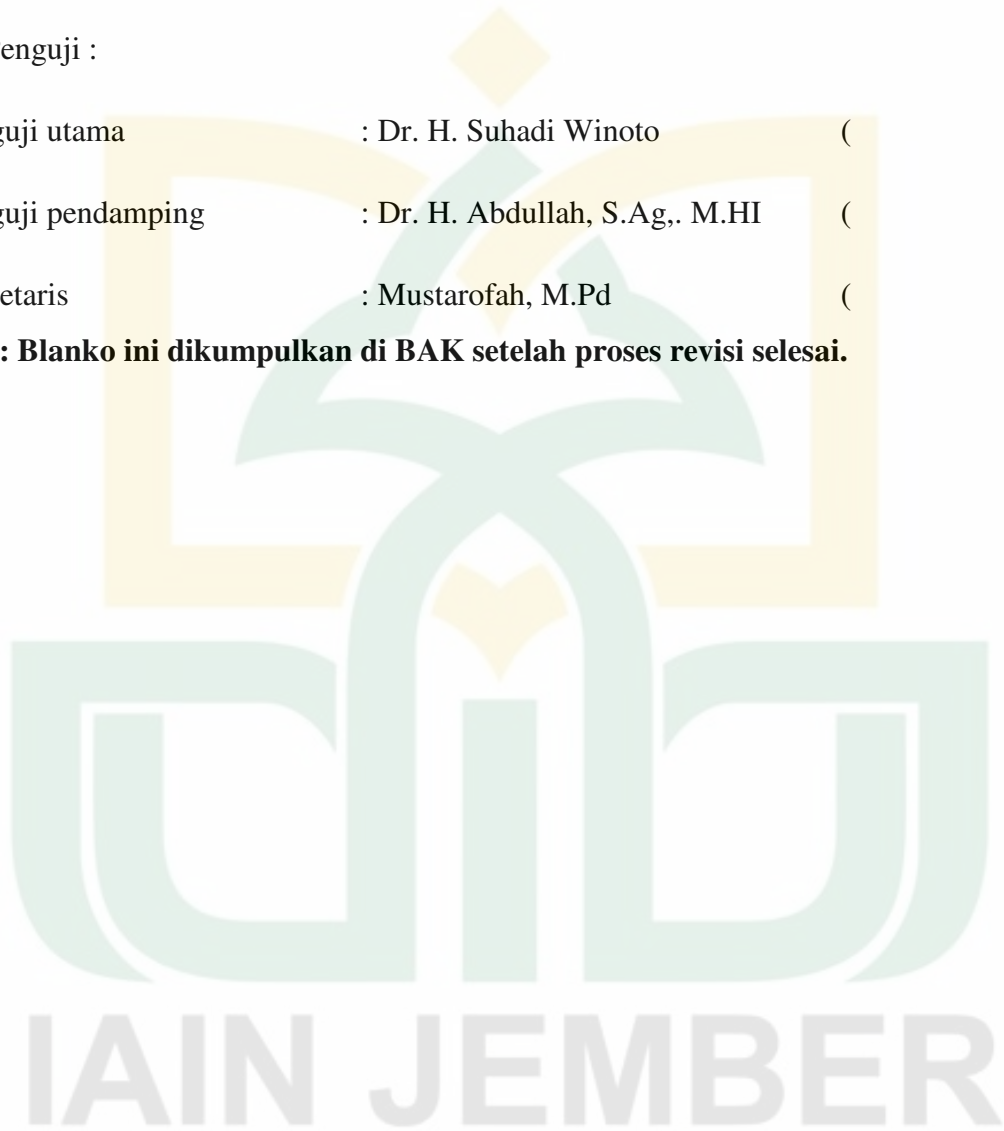 enguji :
guji utama : Dr. H. Suhadi Winoto (
guji pendamping : Dr. H. Abdullah, S.Ag,. M.HI (
etaris : Mustarofah, M.Pd (
: Blanko ini dikumpulkan di BAK setelah proses revisi selesai.
IAIN JEMBER